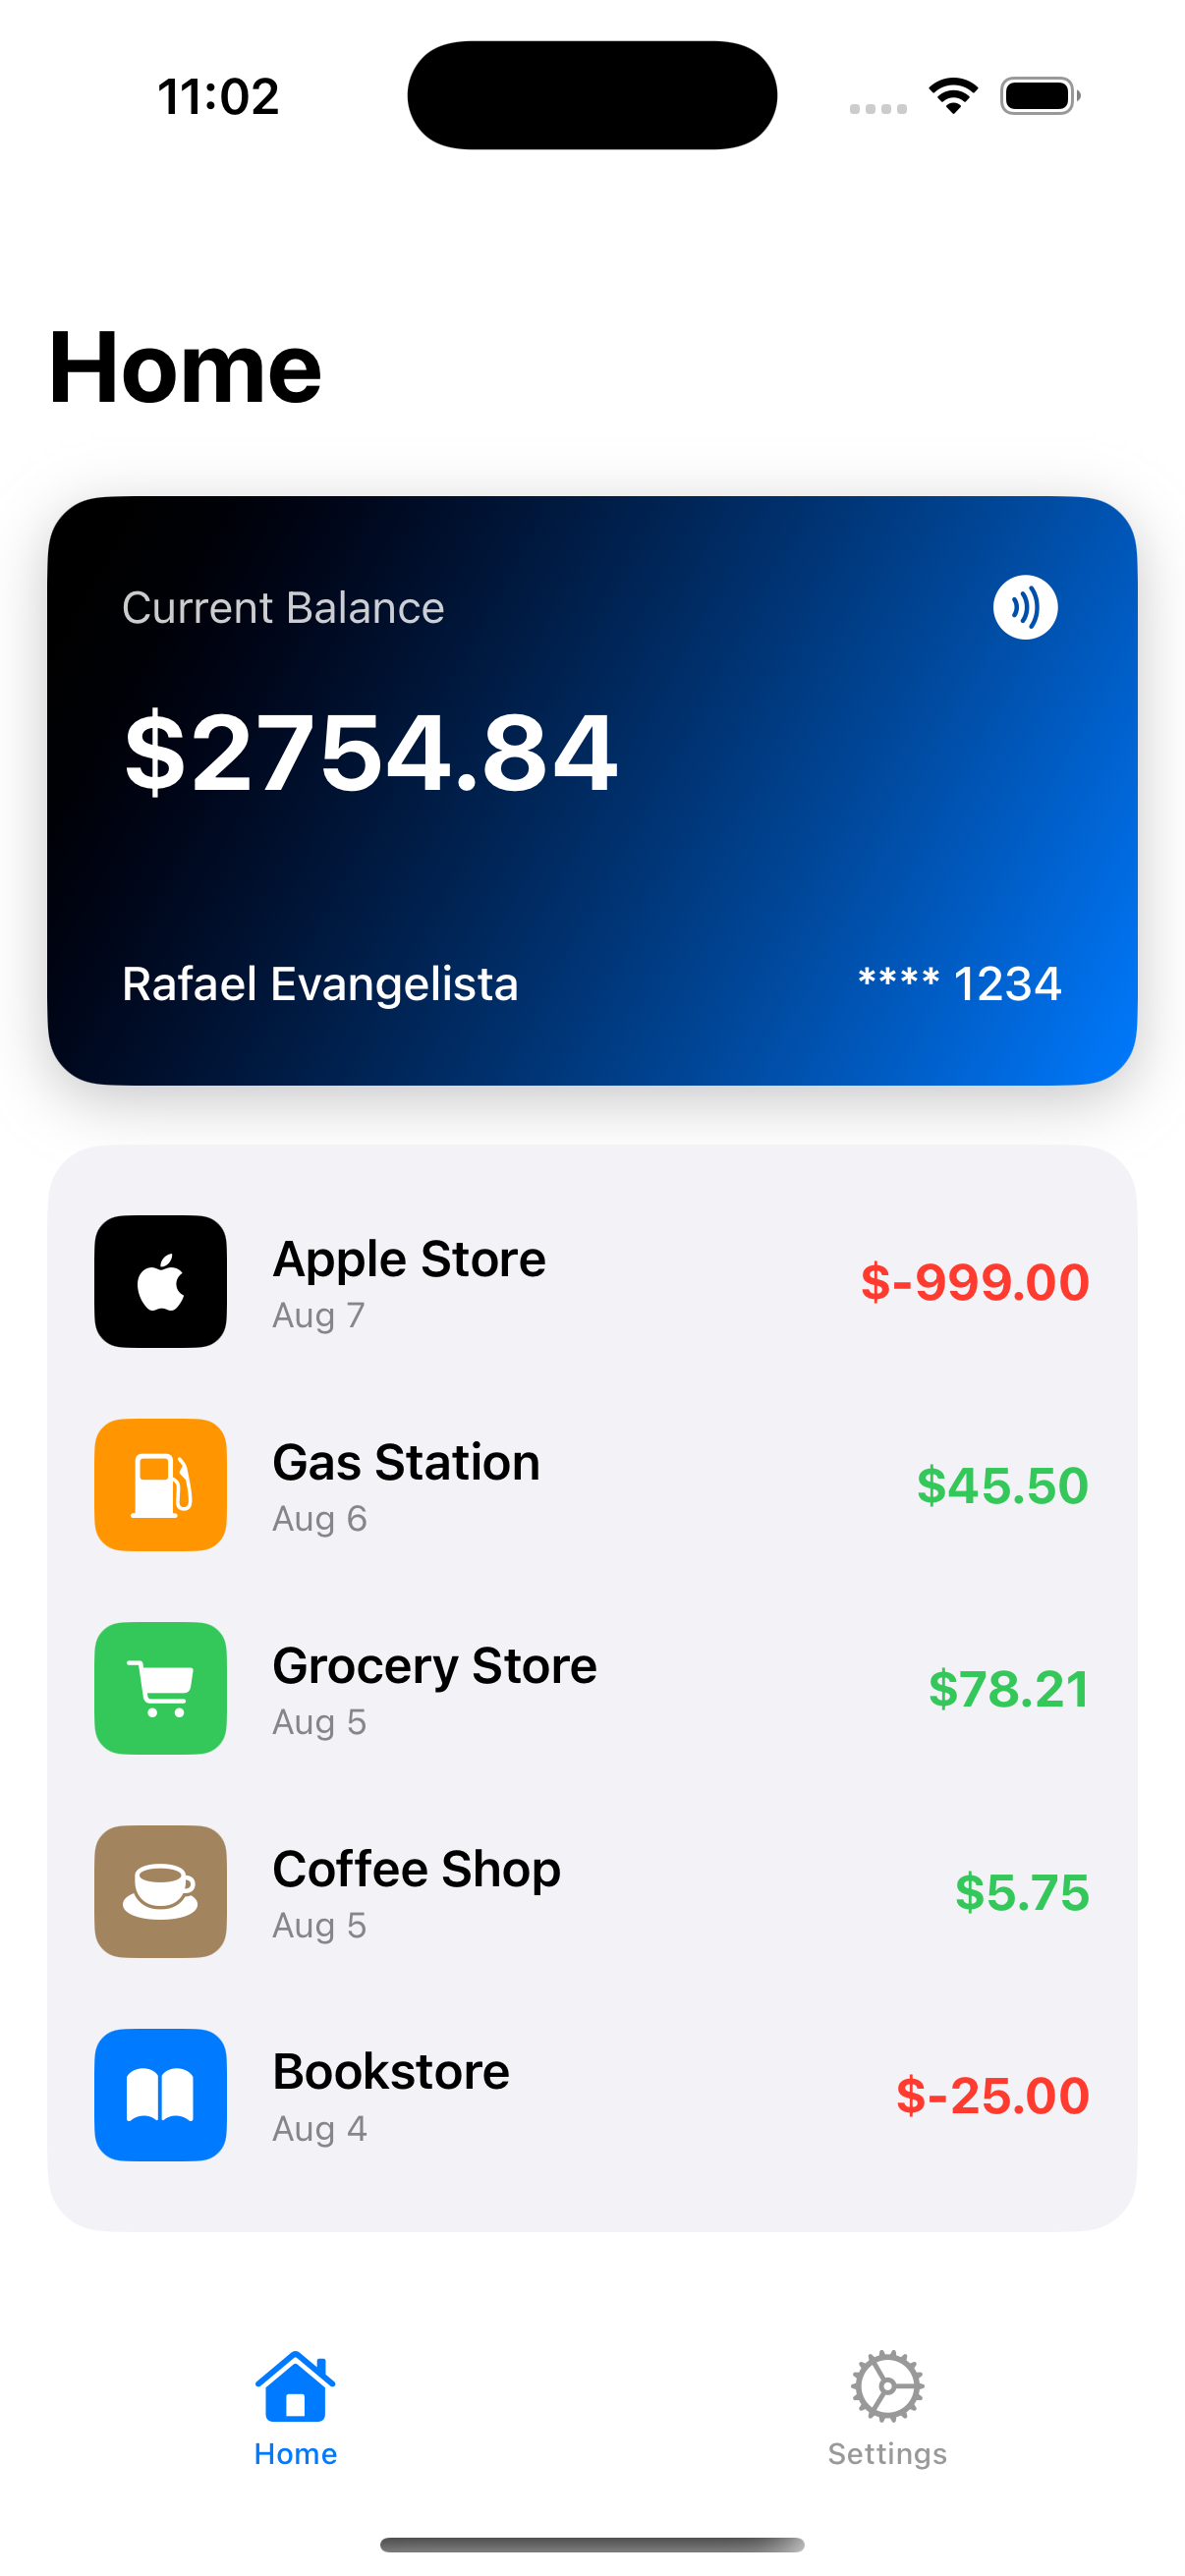 11:02
Home
Current Balance
$2754.84
Rafael Evangelista
**** 1234
Apple Store
Aug 7
$-999.00
Gas Station
Aug 6
$45.50
Grocery Store
Aug 5
$78.21
Coffee Shop
Aug 5
$5.75
Bookstore
Aug 4
$-25.00
Home
Settings